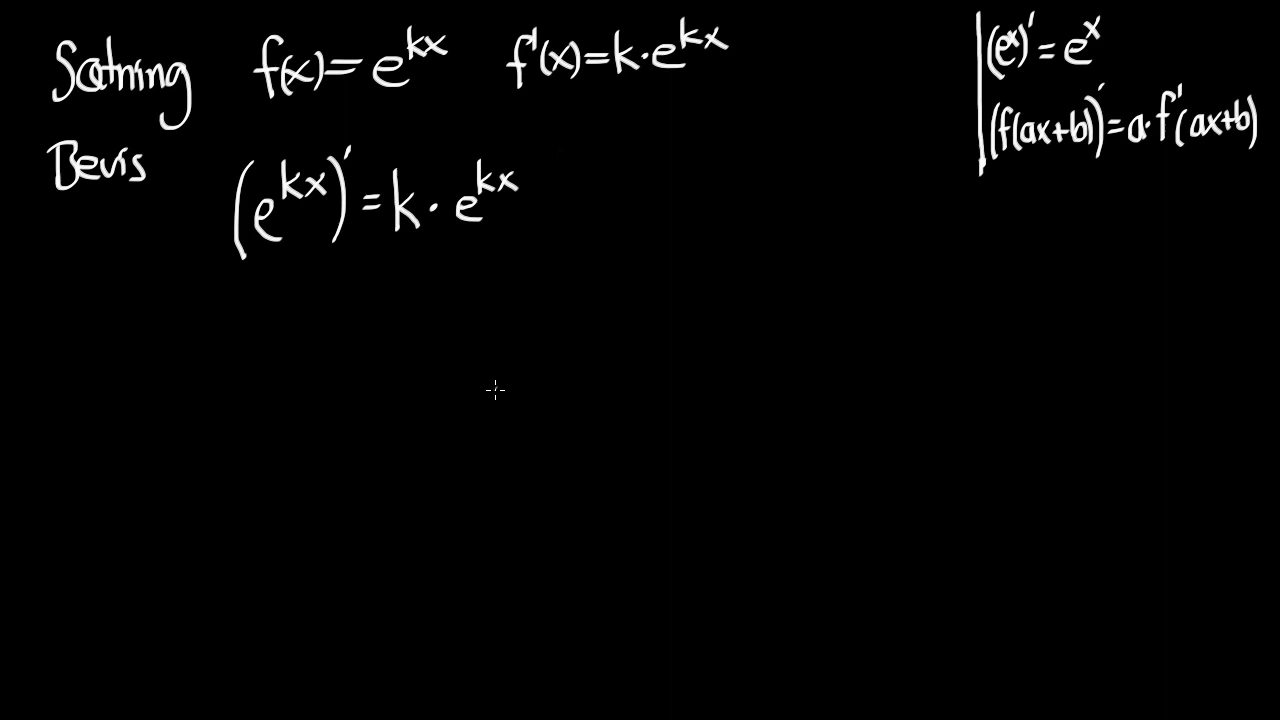 Sætning f(x) = e^{kx} f'(x) = k · e^{kx}
Bevis
(e^{kx})' = k · e^{kx}
(e^x)' = e^x
(f(ax+b))' = a · f'(ax+b)